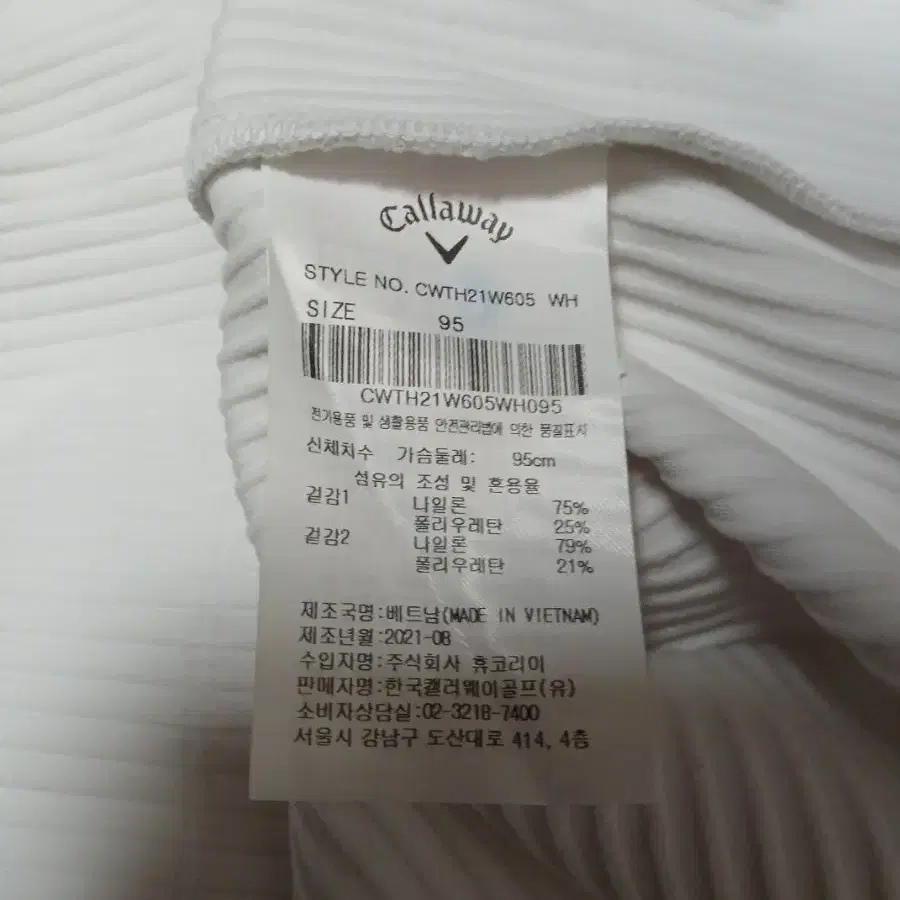 Callaway
STYLE NO. CWTH21W605 WH
SIZE 95
CWTH21W605WH095
전기용품 및 생활용품 안전관리법에 의한 품질표시
신체치수 가슴둘레: 95cm
섬유의 조성 및 혼용율
겉감1 나일론 75%
폴리우레탄 25%
겉감2 나일론 79%
폴리우레탄 21%
제조국명:베트남(MADE IN VIETNAM)
제조년월:2021-08
수입자명:주식회사 휴코리아
판매자명:한국캘러웨이골프(유)
소비자상담실:02-3218-7400
서울시 강남구 도산대로 414, 4층